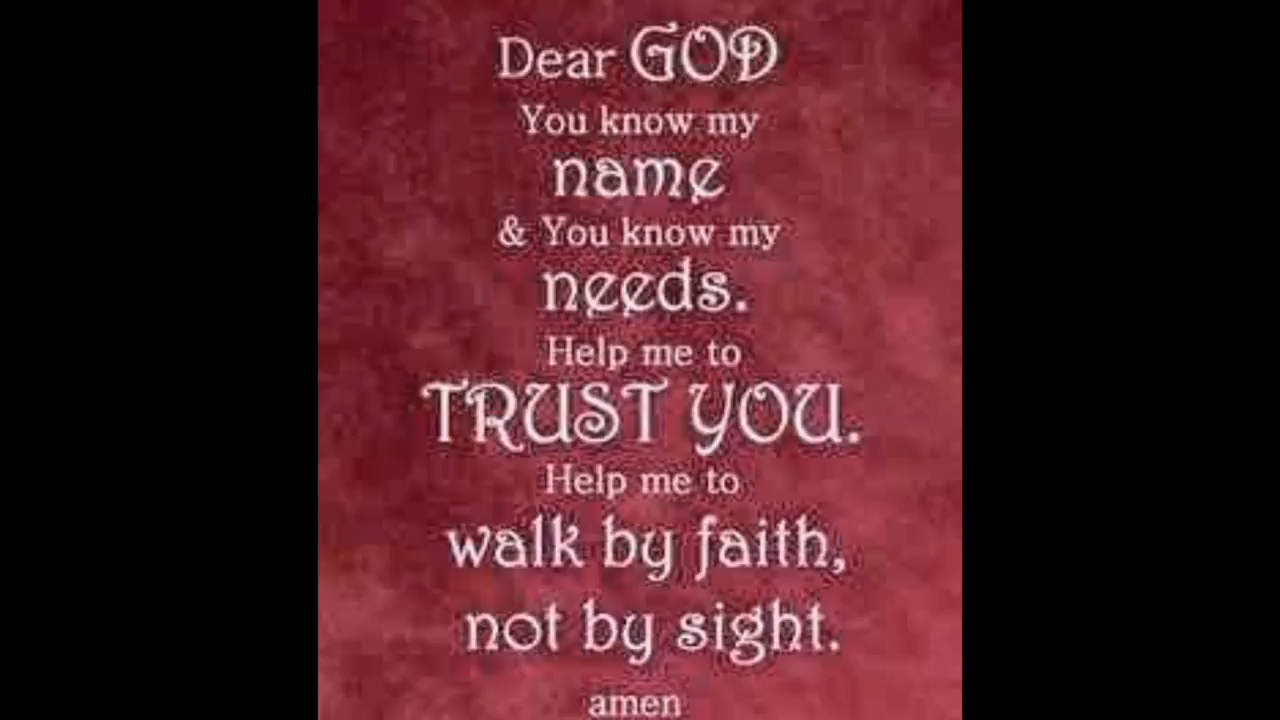 Dear GOD
You know my
name
& You know my
needs.
Help me to
TRUST YOU.
Help me to
walk by faith,
not by sight.
amen